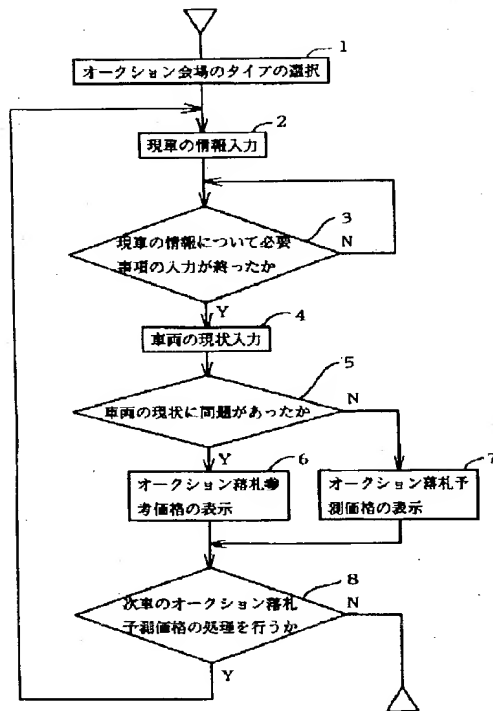 1
オークション会場のタイプの選択
2
現車の情報入力
3
現車の情報について必要
事項の入力が終ったか
N
Y
4
車両の現状入力
5
車両の現状に問題があったか
N
Y
6
オークション落札参
考価格の表示
7
オークション落札予
測価格の表示
8
次車のオークション落札
予測価格の処理を行うか
N
Y